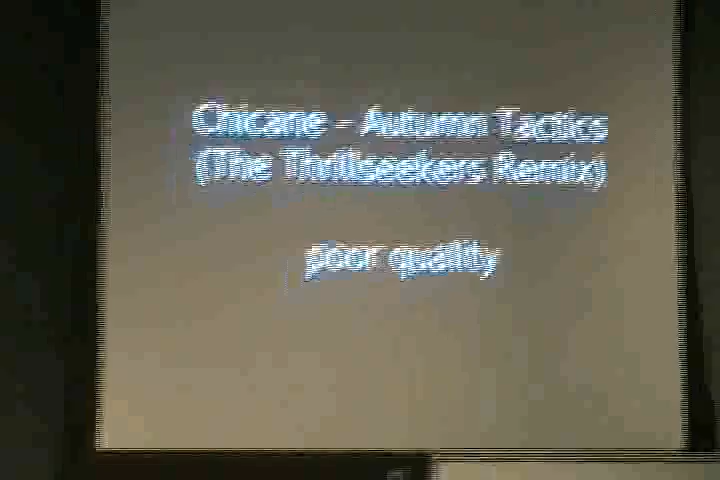 Chicane - Autumn Tactics
(The Thrillseekers Remix)
poor quality